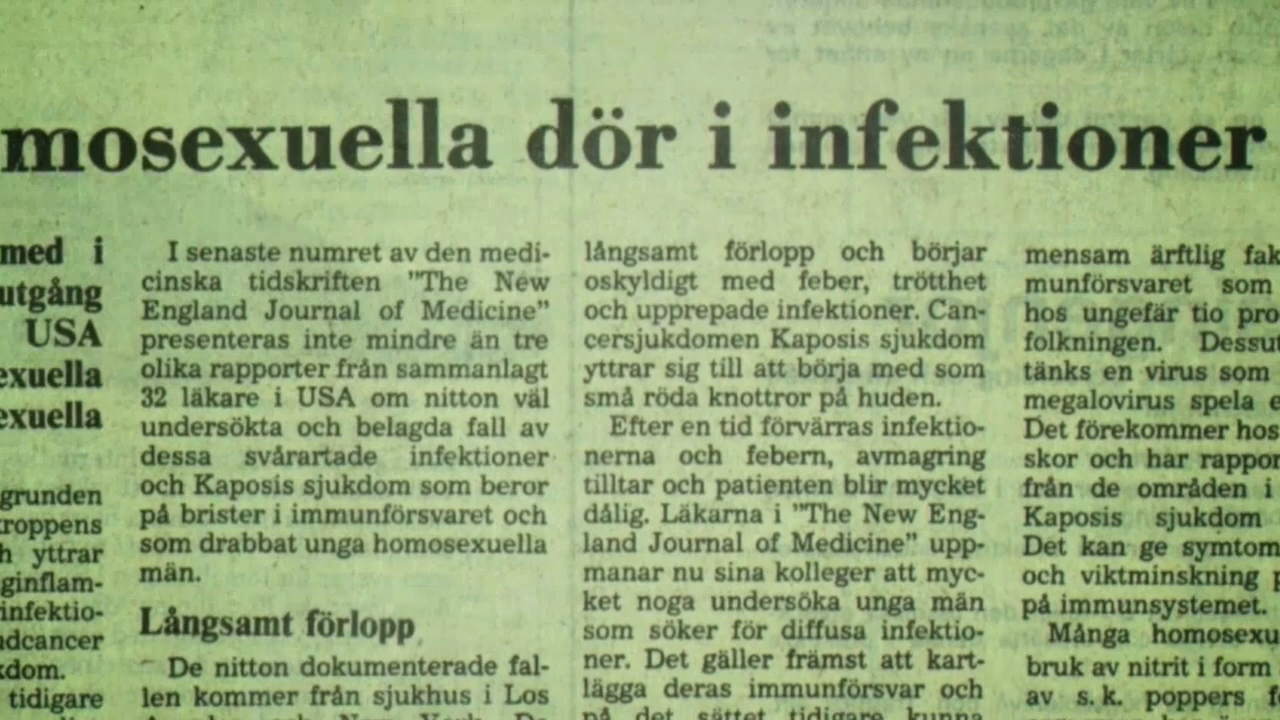 mosexuella dör i infektioner
med i
utgång
USA
exuella
exuella
grunden
kroppens
h yttrar
ginflam-
infektio-
udcancer
kdom.
tidigare
I senaste numret av den medi-
cinska tidskriften "The New
England Journal of Medicine"
presenteras inte mindre än tre
olika rapporter från sammanlagt
32 läkare i USA om nitton väl
undersökta och belagda fall av
dessa svårartade infektioner
och Kaposis sjukdom som beror
på brister i immunförsvaret och
som drabbat unga homosexuella
män.
Långsamt förlopp
De nitton dokumenterade fal-
len kommer från sjukhus i Los
långsamt förlopp och börjar
oskyldigt med feber, trötthet
och upprepade infektioner. Can-
cersjukdomen Kaposis sjukdom
yttrar sig till att börja med som
små röda knottror på huden.
Efter en tid förvärras infektio-
nerna och febern, avmagring
tilltar och patienten blir mycket
dålig. Läkarna i "The New Eng-
land Journal of Medicine" upp-
manar nu sina kolleger att myc-
ket noga undersöka unga män
som söker för diffusa infektio-
ner. Det gäller främst att kart-
lägga deras immunförsvar och
på det sättet tidigare kunna
mensam ärftlig fak
munförsvaret som
hos ungefär tio pro
folkningen. Dessut
tänks en virus som
megalovirus spela e
Det förekommer hos
skor och har rappor
från de områden i
Kaposis sjukdom
Det kan ge symtom
och viktminskning p
på immunsystemet.
Många homosexu
bruk av nitrit i form
av s.k. poppers f